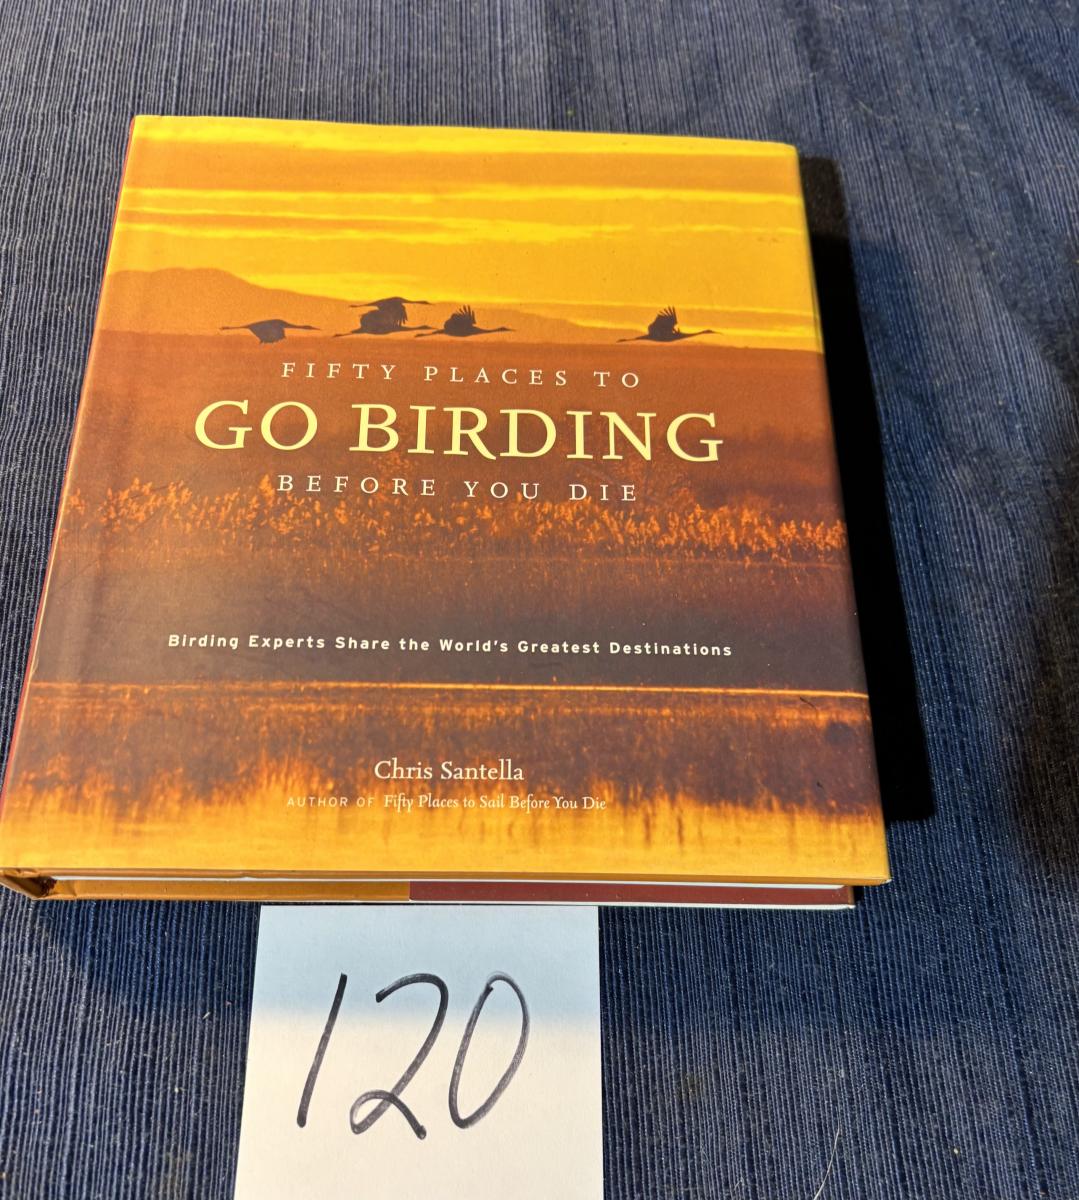 FIFTY PLACES TO
GO BIRDING
BEFORE YOU DIE
Birding Experts Share the World's Greatest Destinations
Chris Santella
AUTHOR OF Fifty Places to Sail Before You Die
120